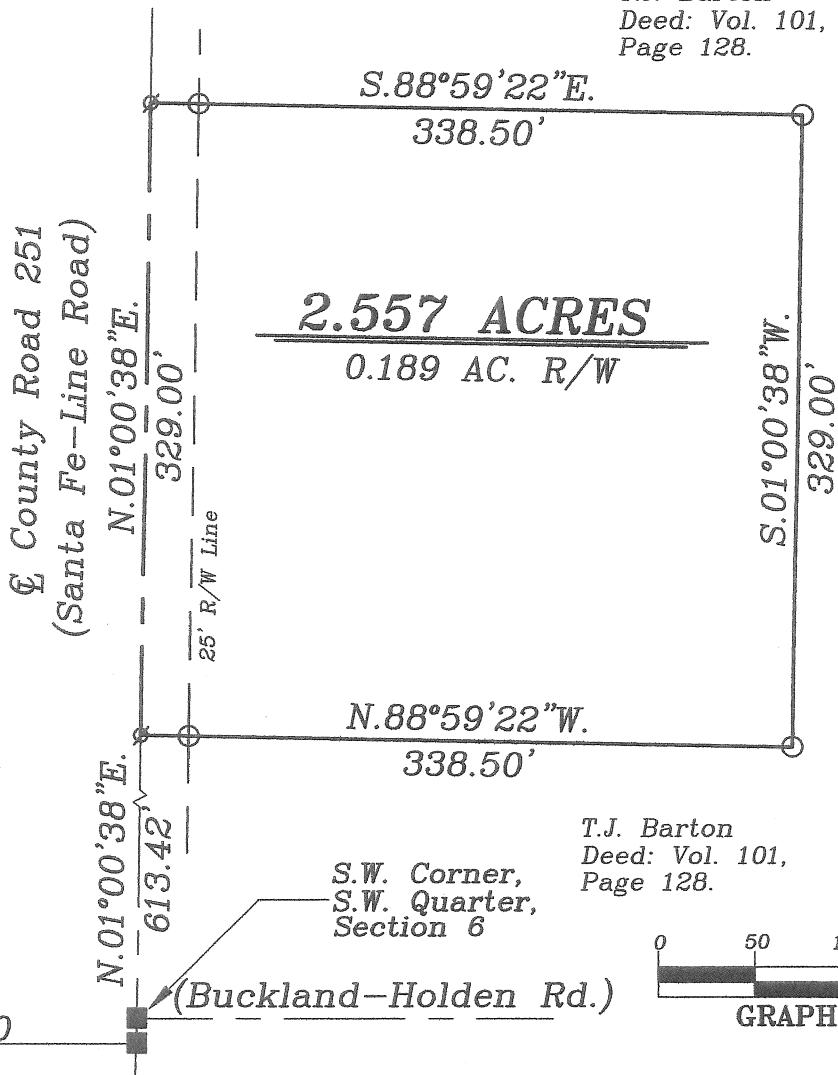 Deed: Vol. 101,
Page 128.
S.88°59'22"E.
338.50'
℄ County Road 251
(Santa Fe-Line Road)
N.01°00'38"E.
329.00'
2.557 ACRES
0.189 AC. R/W
S.01°00'38"W.
329.00'
25' R/W Line
N.88°59'22"W.
338.50'
N.01°00'38"E.
613.42'
T.J. Barton
Deed: Vol. 101,
Page 128.
S.W. Corner,
S.W. Quarter,
Section 6
(Buckland-Holden Rd.)
0 50
GRAPH